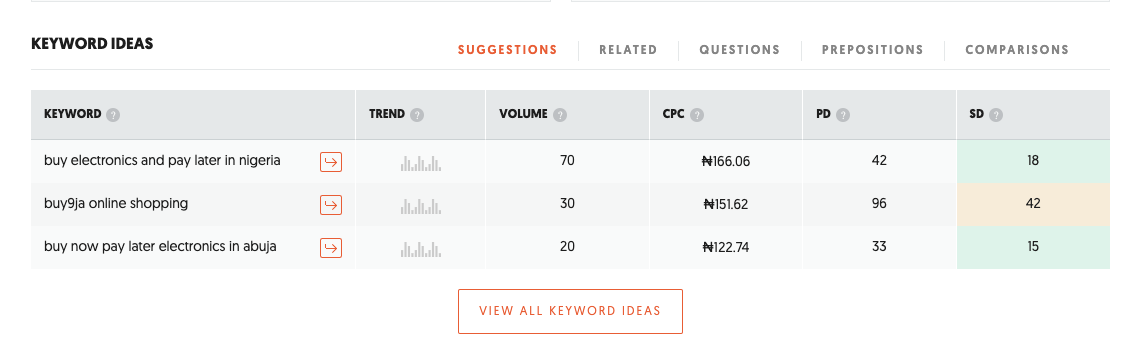 KEYWORD IDEAS
SUGGESTIONS RELATED QUESTIONS PREPOSITIONS COMPARISONS
KEYWORD ? TREND ? VOLUME ? CPC ? PD ? SD ?
buy electronics and pay later in nigeria 70 ₦166.06 42 18
buy9ja online shopping 30 ₦151.62 96 42
buy now pay later electronics in abuja 20 ₦122.74 33 15
VIEW ALL KEYWORD IDEAS